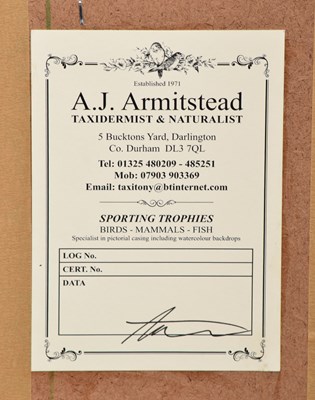 Established 1971
A.J. Armitstead
TAXIDERMIST & NATURALIST
5 Bucktons Yard, Darlington
Co. Durham DL3 7QL
Tel: 01325 480209 - 485251
Mob: 07903 903369
Email: taxitony@btinternet.com
SPORTING TROPHIES
BIRDS - MAMMALS - FISH
Specialist in pictorial casing including watercolour backdrops
LOG No.
CERT. No.
DATA